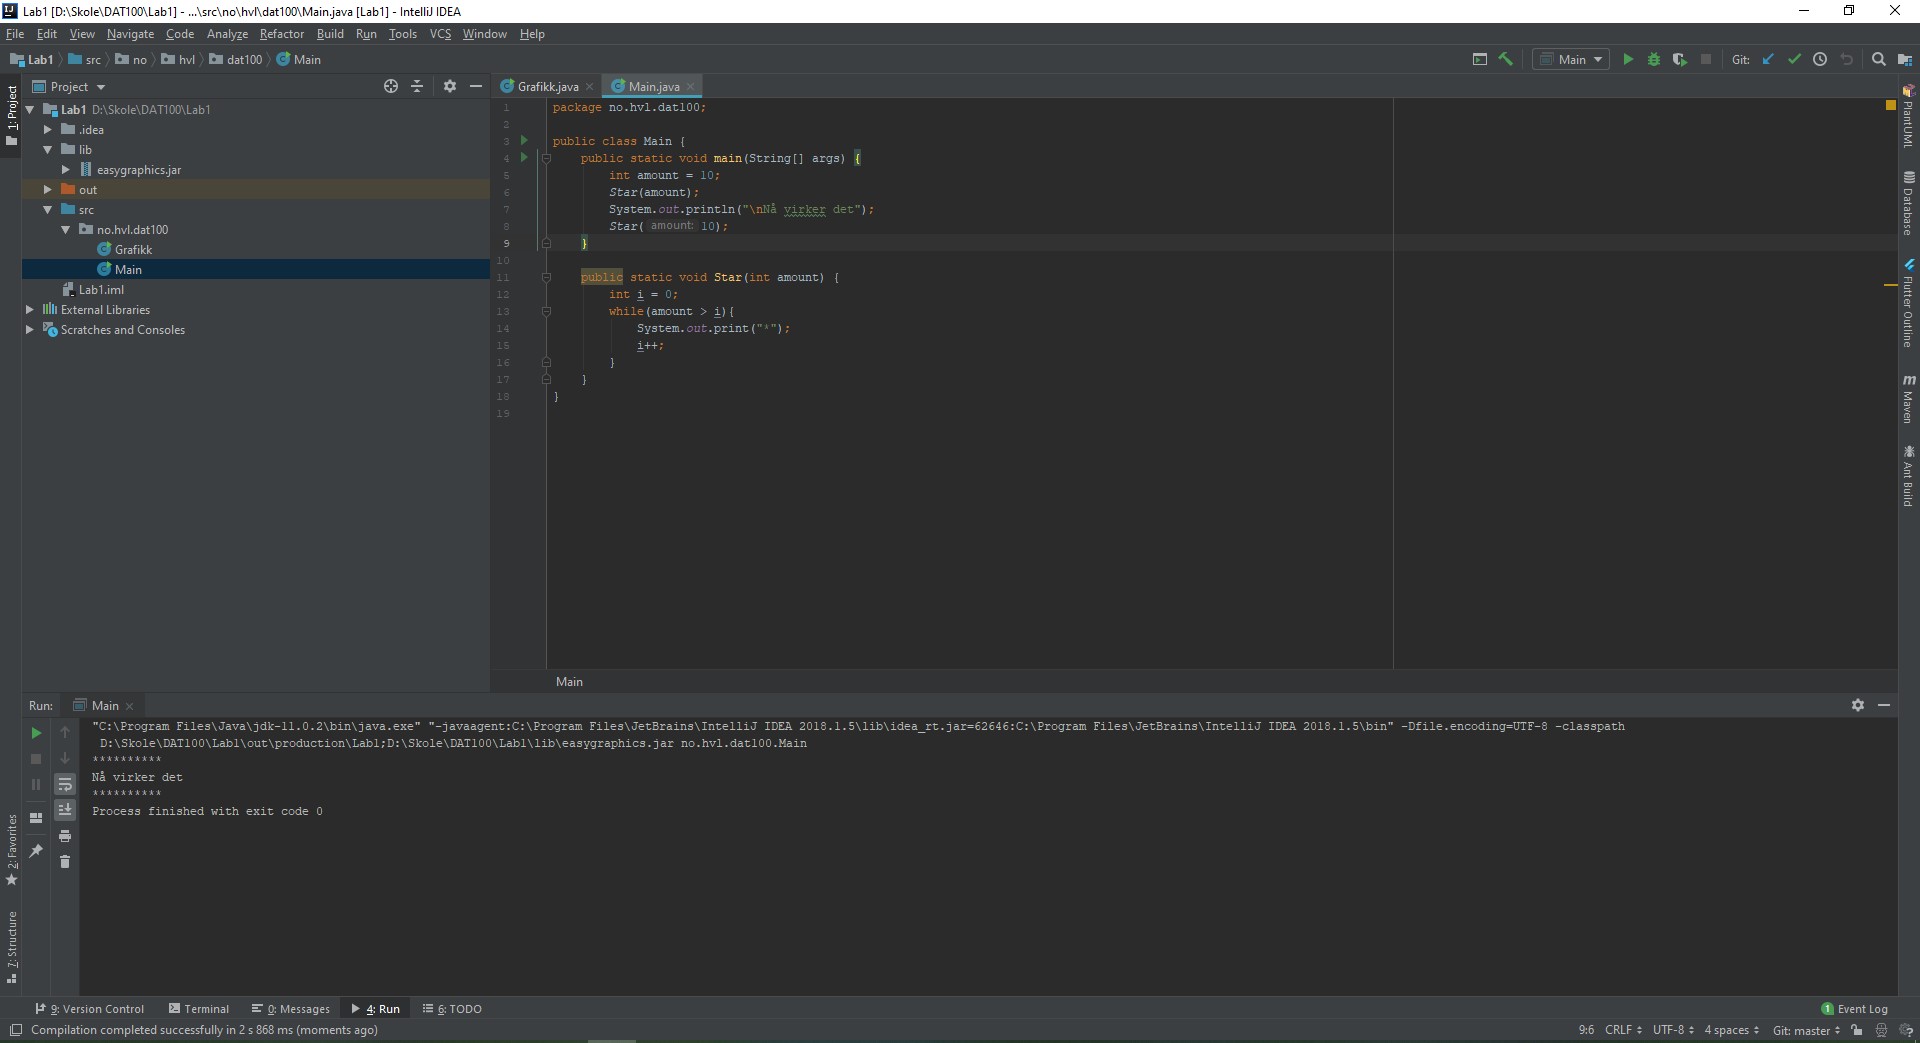 Lab1 [D:\Skole\DAT100\Lab1] - ...\src\no\hvl\dat100\Main.java [Lab1] - IntelliJ IDEA
File Edit View Navigate Code Analyze Refactor Build Run Tools VCS Window Help
Lab1 src no hvl dat100 Main
Main Git:
1: Project
Project
Lab1 D:\Skole\DAT100\Lab1
.idea
lib
easygraphics.jar
out
src
no.hvl.dat100
Grafikk
Main
Lab1.iml
External Libraries
Scratches and Consoles
Grafikk.java Main.java
1 package no.hvl.dat100;
2
3 public class Main {
4 public static void main(String[] args) {
5 int amount = 10;
6 Star(amount);
7 System.out.println("\nNå virker det");
8 Star( amount: 10);
9 }
10
11 public static void Star(int amount) {
12 int i = 0;
13 while(amount > i){
14 System.out.print("*");
15 i++;
16 }
17 }
18 }
19
Main
PlantUML
Database
Flutter Outline
m Maven
Ant Build
Run: Main
"C:\Program Files\Java\jdk-11.0.2\bin\java.exe" "-javaagent:C:\Program Files\JetBrains\IntelliJ IDEA 2018.1.5\lib\idea_rt.jar=62646:C:\Program Files\JetBrains\IntelliJ IDEA 2018.1.5\bin" -Dfile.encoding=UTF-8 -classpath
D:\Skole\DAT100\Lab1\out\production\Lab1;D:\Skole\DAT100\Lab1\lib\easygraphics.jar no.hvl.dat100.Main
**********
Nå virker det
**********
Process finished with exit code 0
2: Favorites
7: Structure
9: Version Control Terminal 0: Messages 4: Run 6: TODO
1 Event Log
Compilation completed successfully in 2 s 868 ms (moments ago)
9:6 CRLF UTF-8 4 spaces Git: master